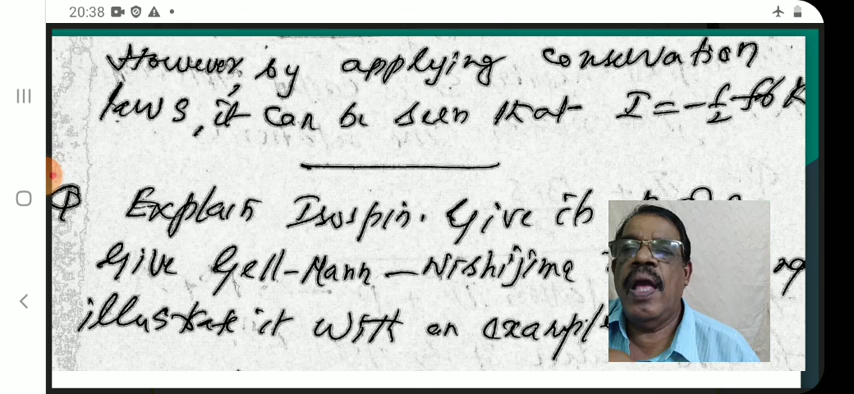 20:38
However, by applying conservation
laws, it can be seen that I = -1/2 for K
Q Explain Isospin. Give its
Give Gell-Mann-Nishijima
illustrate it with an example